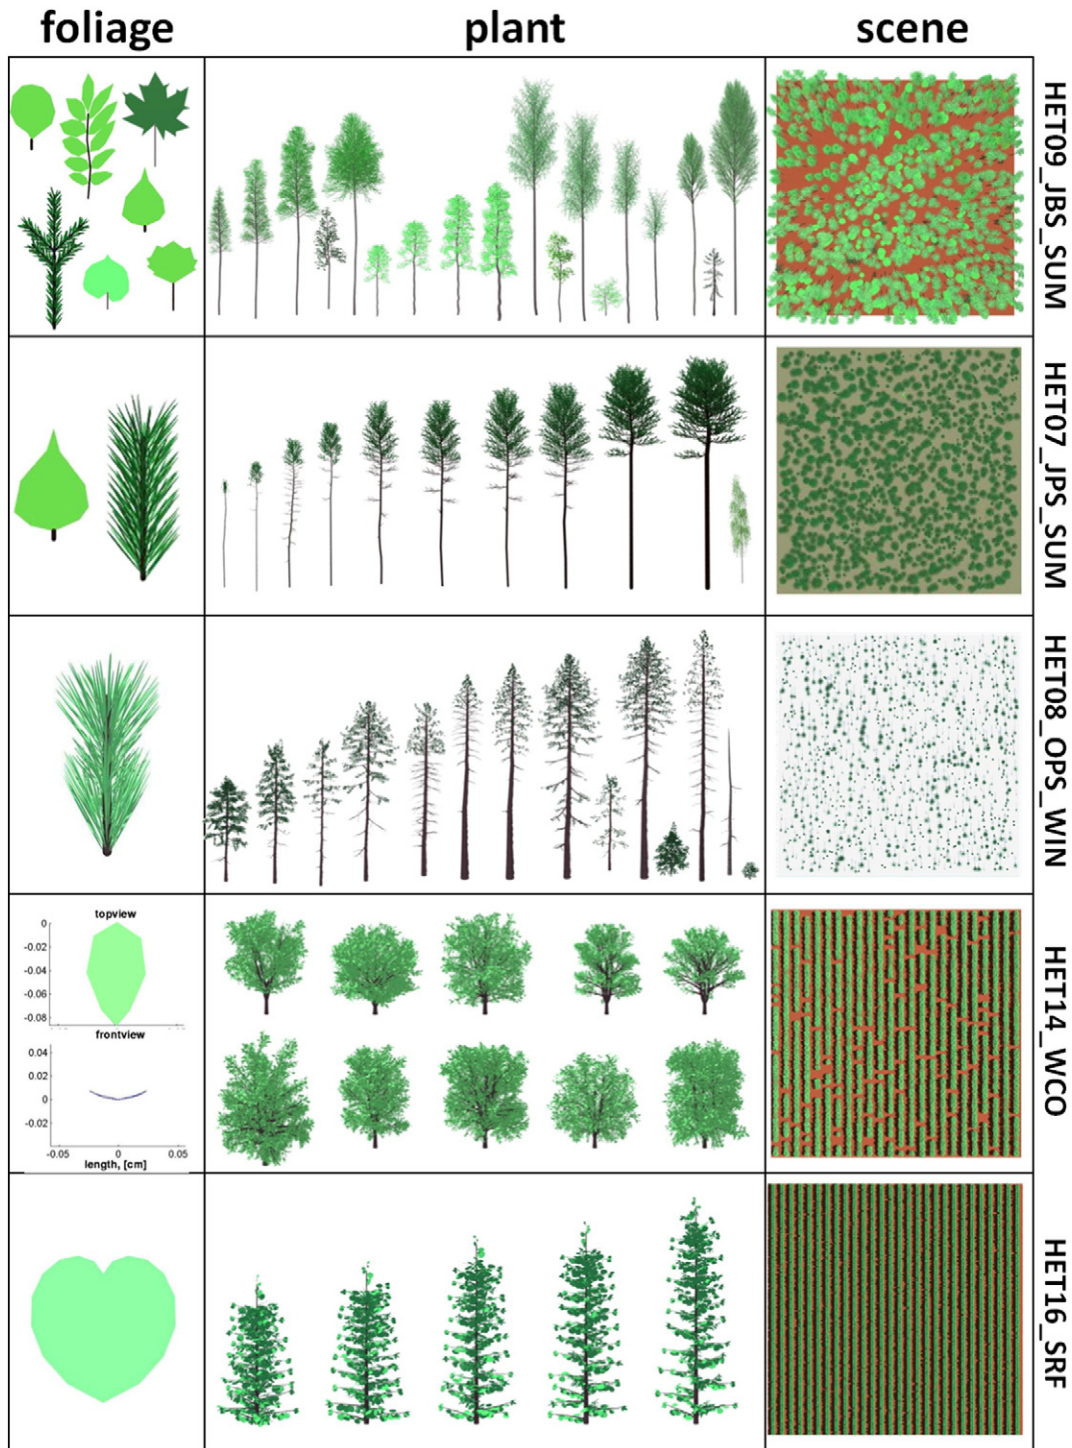 foliage plant scene
HET09_JBS_SUM
HET07_JPS_SUM
HET08_OPS_WIN
topview
0
-0.02
-0.04
-0.06
-0.08
frontview
0.04
0.02
0
-0.02
-0.05 0 0.05
length, [cm]
HET14_WCO
HET16_SRF